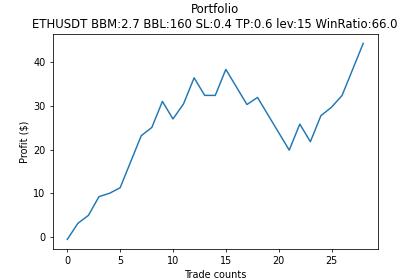 Portfolio
ETHUSDT BBM:2.7 BBL:160 SL:0.4 TP:0.6 lev:15 WinRatio:66.0
40
30
20
10
0
Profit ($)
0 5 10 15 20 25
Trade counts